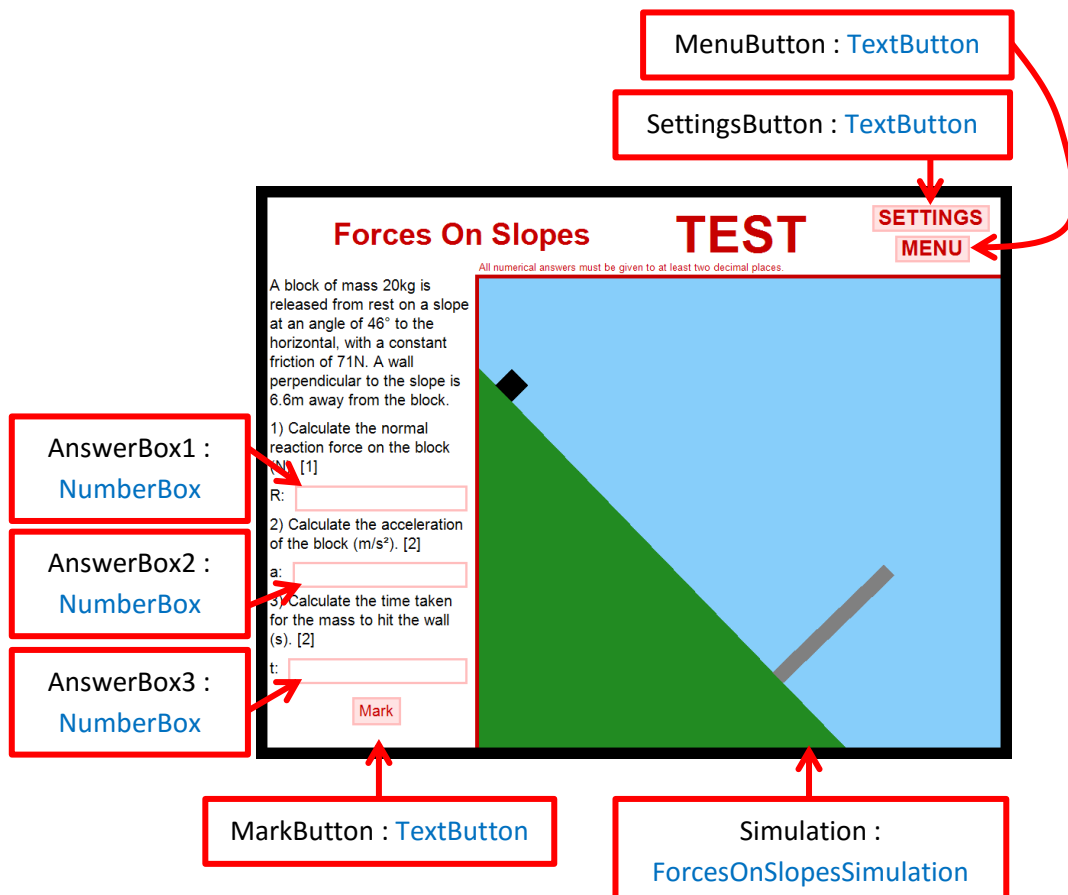 MenuButton : TextButton
SettingsButton : TextButton
SETTINGS
MENU
Forces On Slopes
TEST
All numerical answers must be given to at least two decimal places.
A block of mass 20kg is
released from rest on a slope
at an angle of 46° to the
horizontal, with a constant
friction of 71N. A wall
perpendicular to the slope is
6.6m away from the block.
1) Calculate the normal
reaction force on the block
(N). [1]
R:
2) Calculate the acceleration
of the block (m/s²). [2]
a:
3) Calculate the time taken
for the mass to hit the wall
(s). [2]
t:
Mark
AnswerBox1 :
NumberBox
AnswerBox2 :
NumberBox
AnswerBox3 :
NumberBox
MarkButton : TextButton
Simulation :
ForcesOnSlopesSimulation